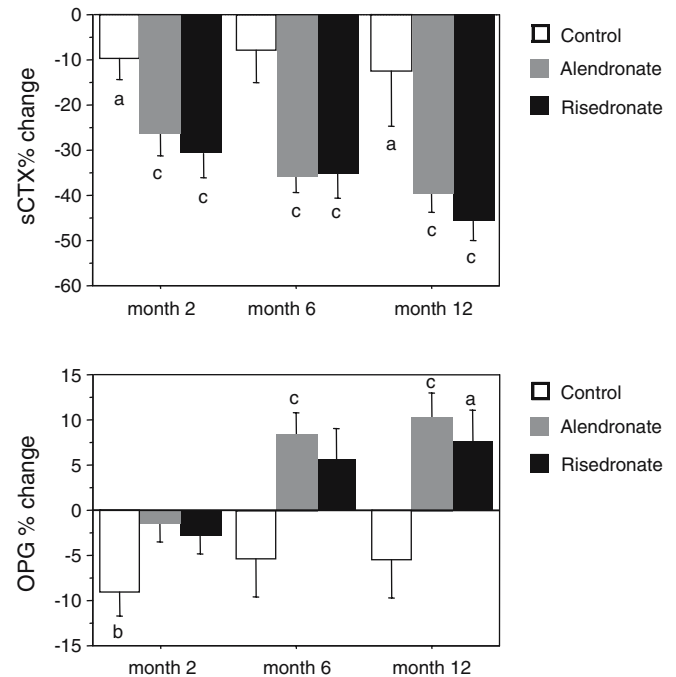 0
-10
-20
-30
-40
-50
-60
sCTX% change
a
c
c
c
c
a
c
c
month 2 month 6 month 12
Control
Alendronate
Risedronate
15
10
5
0
-5
-10
-15
OPG % change
b
c
c
a
month 2 month 6 month 12
Control
Alendronate
Risedronate